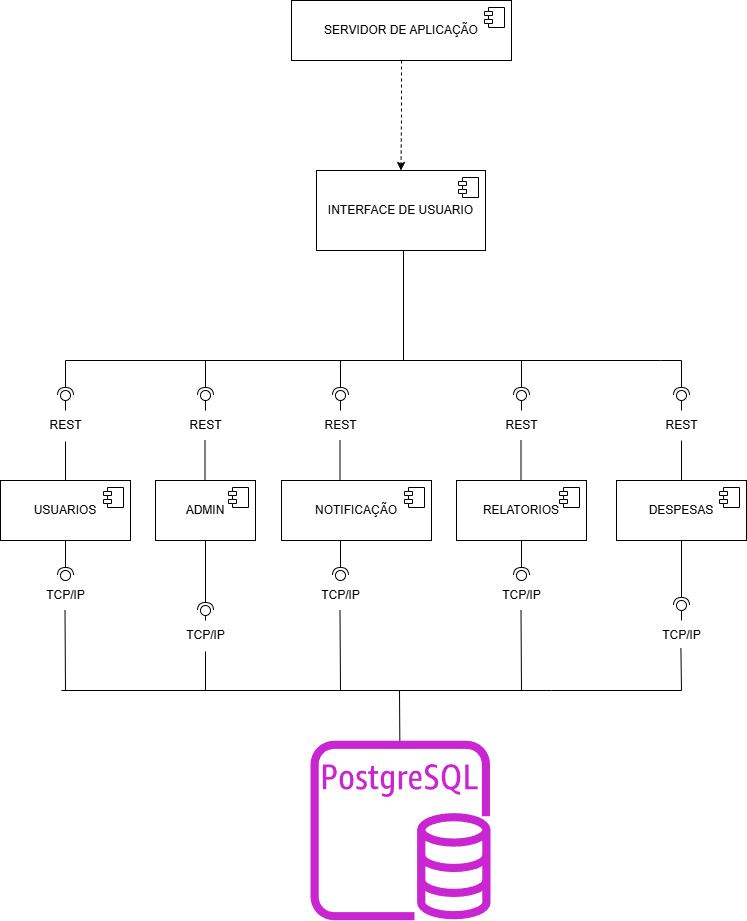 SERVIDOR DE APLICAÇÃO
INTERFACE DE USUARIO
REST
REST
REST
REST
REST
USUARIOS
ADMIN
NOTIFICAÇÃO
RELATORIOS
DESPESAS
TCP/IP
TCP/IP
TCP/IP
TCP/IP
TCP/IP
PostgreSQL